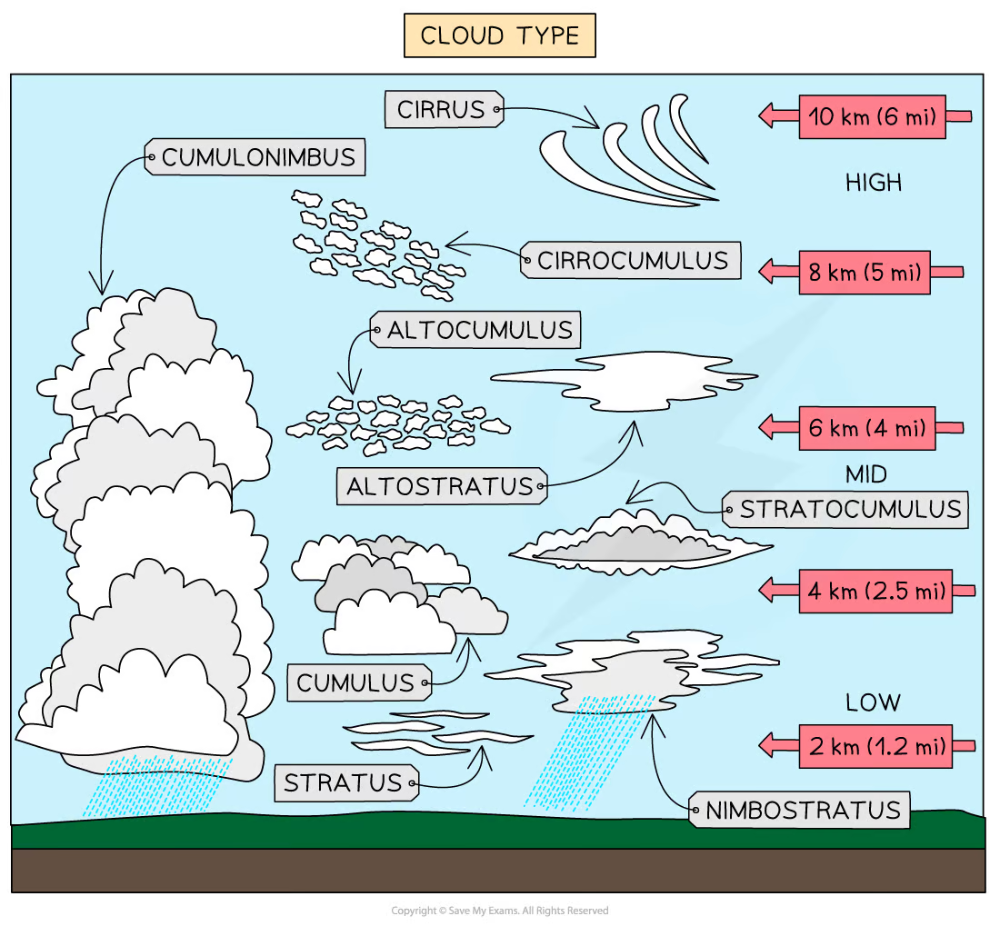 CLOUD TYPE
CIRRUS
10 km (6 mi)
CUMULONIMBUS
HIGH
CIRROCUMULUS
8 km (5 mi)
ALTOCUMULUS
6 km (4 mi)
MID
ALTOSTRATUS
STRATOCUMULUS
4 km (2.5 mi)
CUMULUS
LOW
2 km (1.2 mi)
STRATUS
NIMBOSTRATUS
Copyright © Save My Exams. All Rights Reserved